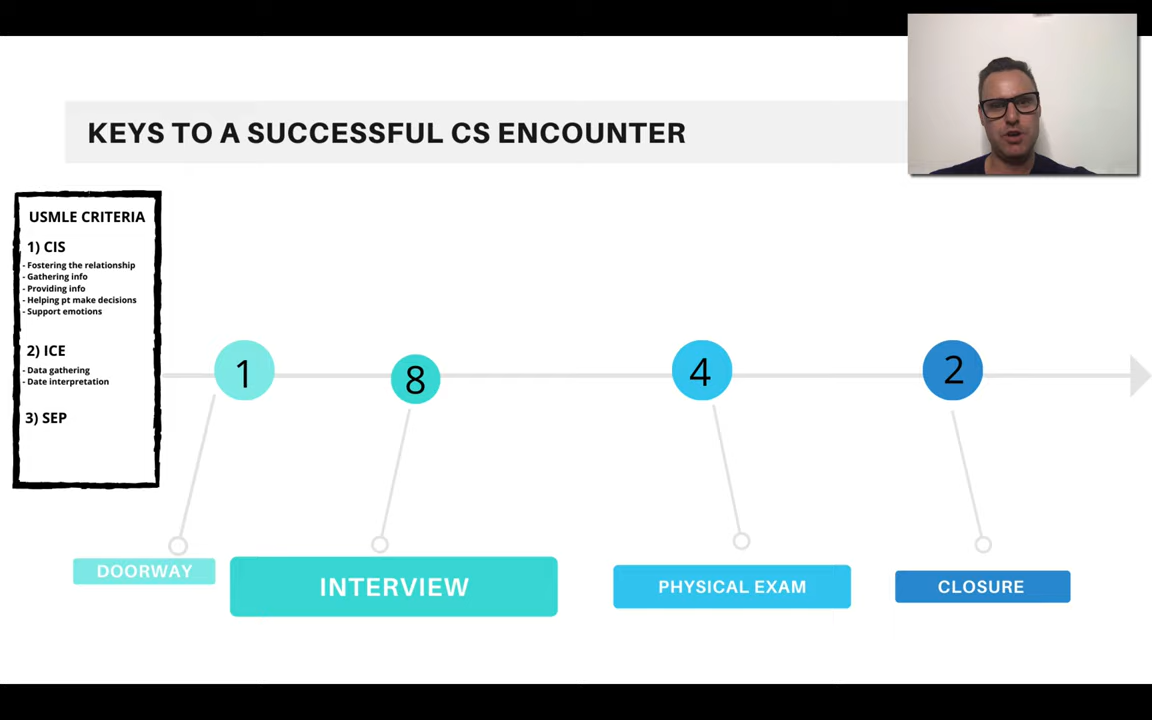 KEYS TO A SUCCESSFUL CS ENCOUNTER
USMLE CRITERIA
1) CIS
- Fostering the relationship
- Gathering info
- Providing info
- Helping pt make decisions
- Support emotions
2) ICE
- Data gathering
- Date interpretation
3) SEP
1
8
4
2
DOORWAY
INTERVIEW
PHYSICAL EXAM
CLOSURE